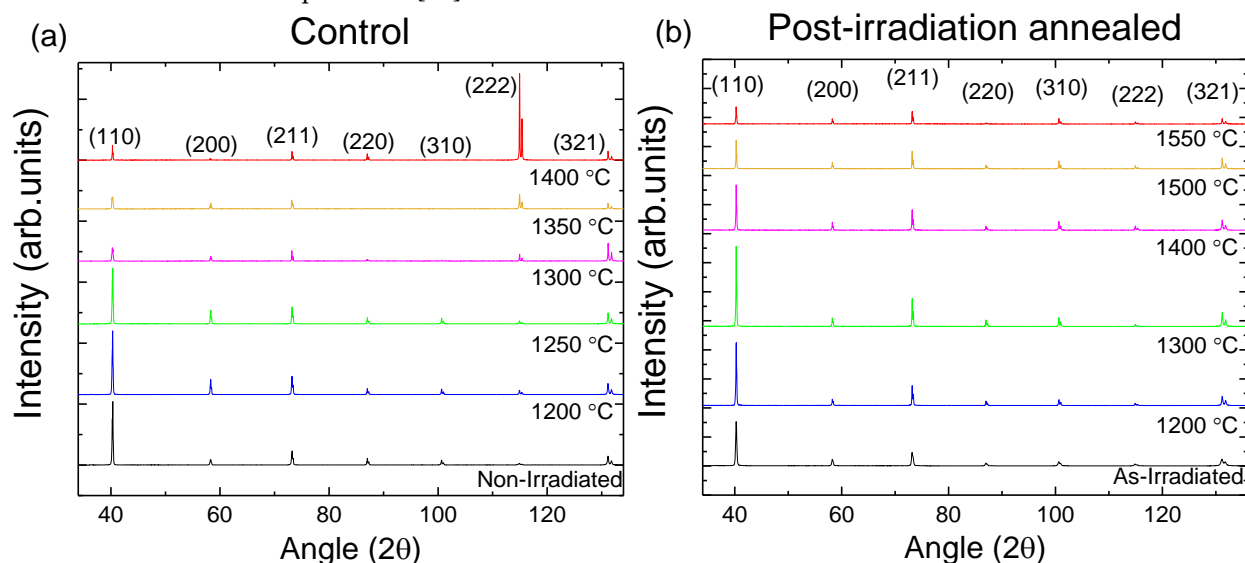 (a) Control
(222)
(110) (200) (211) (220) (310) (321)
1400 °C
1350 °C
1300 °C
1250 °C
1200 °C
Non-Irradiated
Intensity (arb.units)
40 60 80 100 120
Angle (2θ)
(b) Post-irradiation annealed
(110) (200) (211) (220) (310) (222) (321)
1550 °C
1500 °C
1400 °C
1300 °C
1200 °C
As-Irradiated
Intensity (arb.units)
40 60 80 100 120
Angle (2θ)